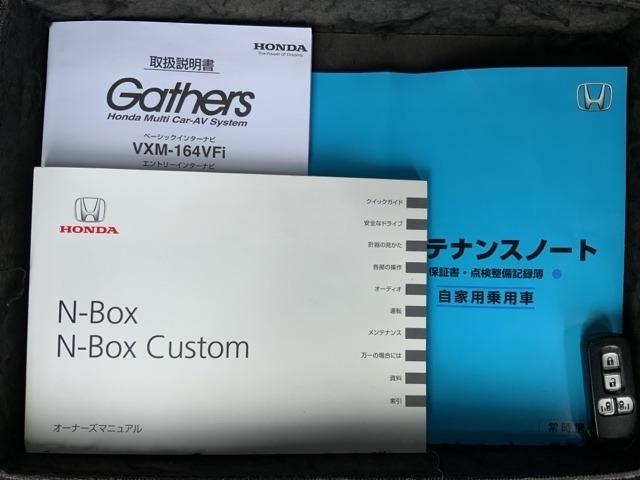 取扱説明書
HONDA
The Power of Dreams
Gathers
Honda Multi Car-AV System
ベーシックインターナビ
VXM-164VFi
エントリーインターナビ
HONDA
N-Box
N-Box Custom
オーナーズマニュアル
クイックガイド
安全なドライブ
計器の見かた
各部の操作
オーディオ
運転
メンテナンス
万一の場合には
資料
索引
テナンスノート
保証書・点検整備記録簿
自家用乗用車
常時